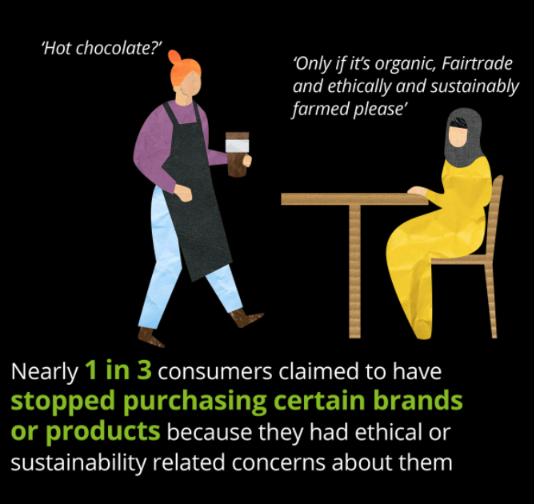 ‘Hot chocolate?’
‘Only if it’s organic, Fairtrade
and ethically and sustainably
farmed please’
Nearly 1 in 3 consumers claimed to have
stopped purchasing certain brands
or products because they had ethical or
sustainability related concerns about them